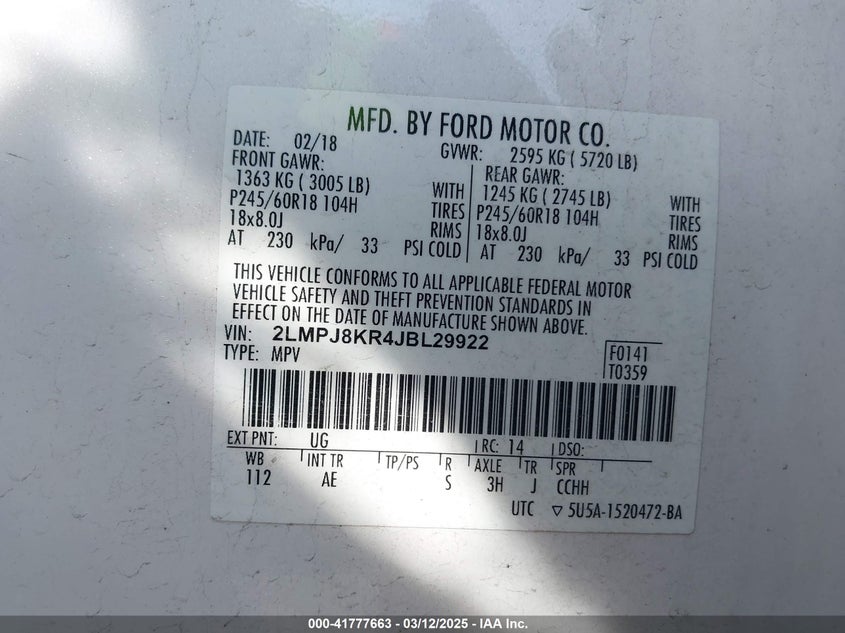 MFD. BY FORD MOTOR CO.
DATE: 02/18 GVWR: 2595 KG ( 5720 LB)
FRONT GAWR: REAR GAWR:
1363 KG ( 3005 LB) WITH 1245 KG ( 2745 LB) WITH
P245/60R18 104H TIRES P245/60R18 104H TIRES
18x8.0J RIMS 18x8.0J RIMS
AT 230 kPa/ 33 PSI COLD AT 230 kPa/ 33 PSI COLD
THIS VEHICLE CONFORMS TO ALL APPLICABLE FEDERAL MOTOR
VEHICLE SAFETY AND THEFT PREVENTION STANDARDS IN
EFFECT ON THE DATE OF MANUFACTURE SHOWN ABOVE.
VIN: 2LMPJ8KR4JBL29922
TYPE: MPV F0141
T0359
EXT PNT: UG RC: 14 DSO:
WB INT TR TP/PS R AXLE TR SPR
112 AE S 3H J CCHH
UTC ▽ 5U5A-1520472-BA
000-41777663 - 03/12/2025 - IAA Inc.